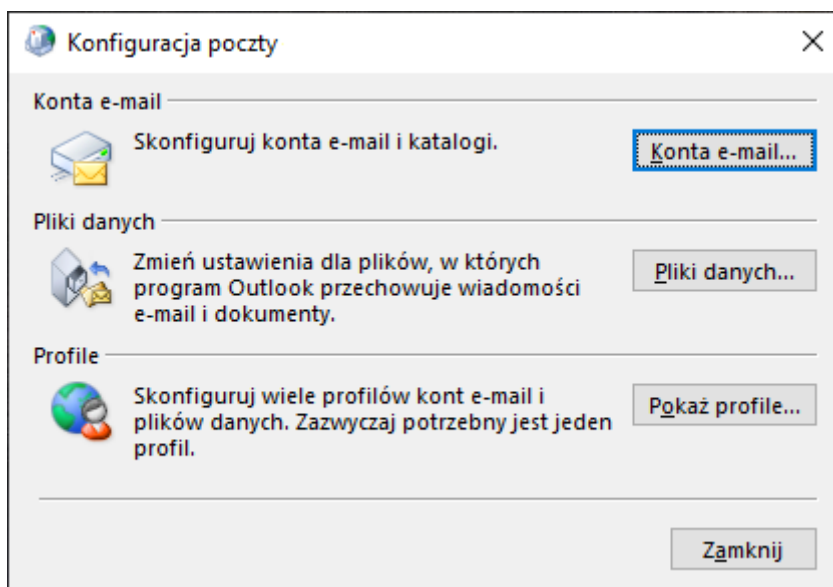 Konfiguracja poczty
Konta e-mail
Skonfiguruj konta e-mail i katalogi.
Konta e-mail...
Pliki danych
Zmień ustawienia dla plików, w których
program Outlook przechowuje wiadomości
e-mail i dokumenty.
Pliki danych...
Profile
Skonfiguruj wiele profilów kont e-mail i
plików danych. Zazwyczaj potrzebny jest jeden
profil.
Pokaż profile...
Zamknij